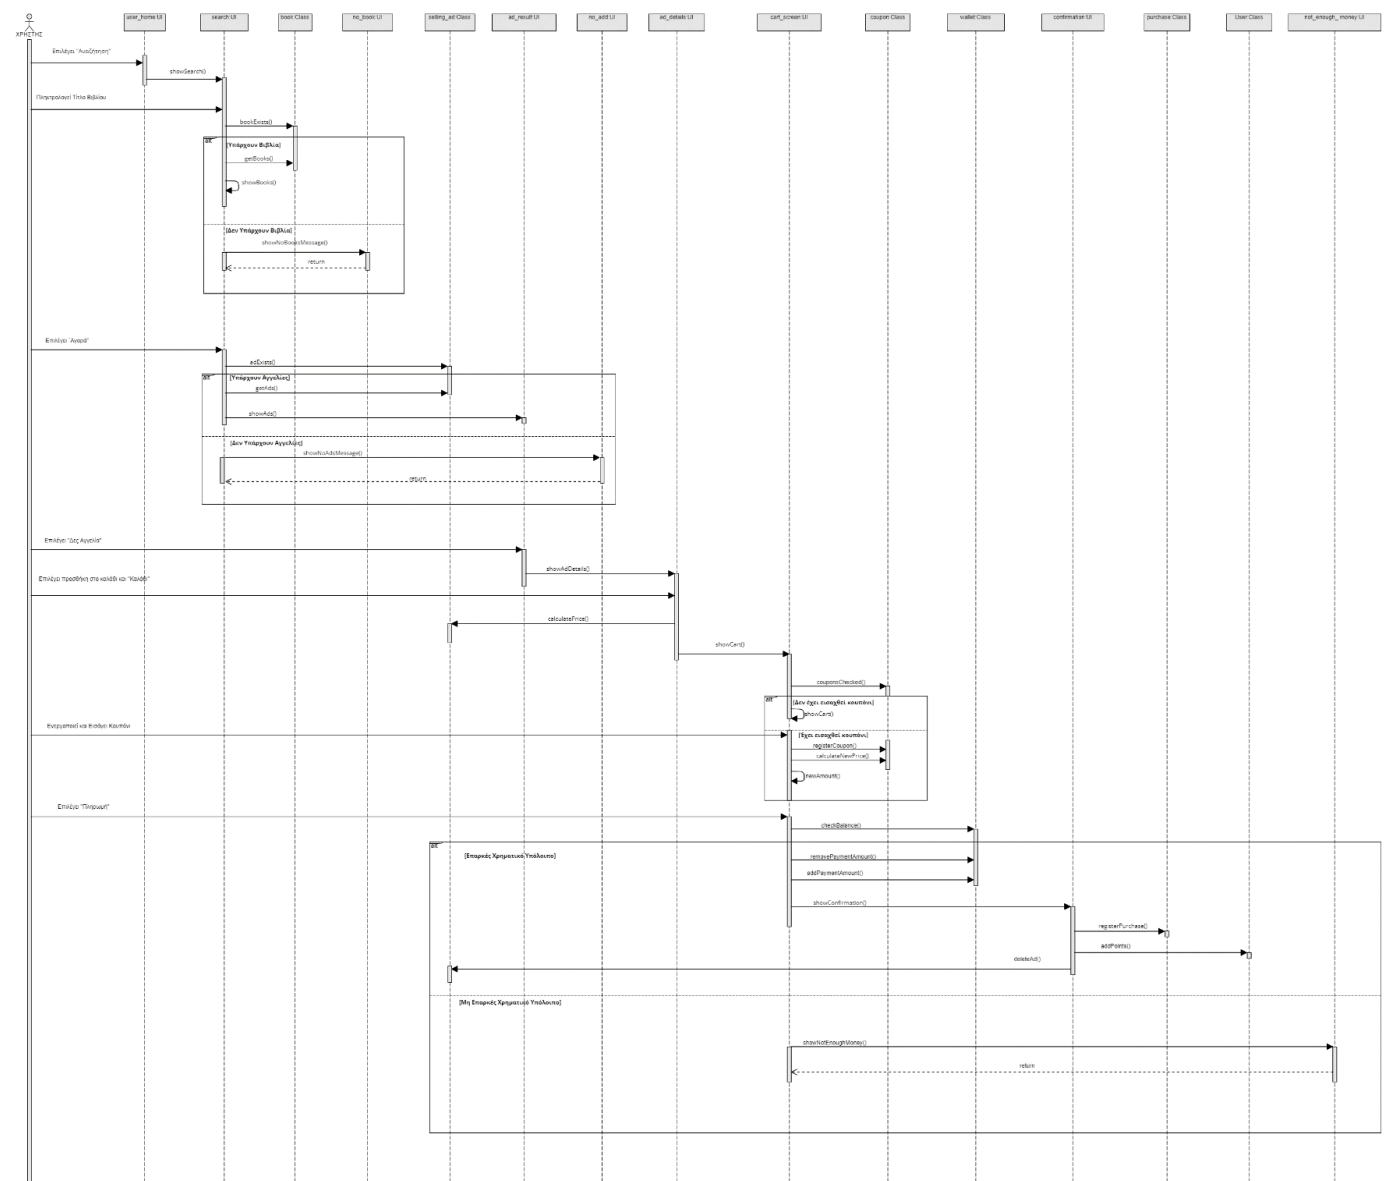 user_home:UI
search:UI
book:Class
no_book:UI
selling_ad:Class
ad_result:UI
no_add:UI
ad_details:UI
cart_screen:UI
coupon:Class
wallet:Class
confirmation:UI
purchase:Class
User:Class
not_enough_ money:UI
ΧΡΗΣΤΗΣ
Επιλέγει "Αναζήτηση"
showSearch()
Πληκτρολογεί Τίτλο Βιβλίου
bookExists()
alt
[Υπάρχουν Βιβλία]
getBooks()
showBooks()
[Δεν Υπάρχουν Βιβλία]
showNoBooksMessage()
return
Επιλέγει "Αγορά"
adExists()
alt
[Υπάρχουν Αγγελίες]
getAds()
showAds()
[Δεν Υπάρχουν Αγγελίες]
showNoAdsMessage()
return
Επιλέγει "Δες Αγγελία"
showAdDetails()
Επιλέγει προσθήκη στο καλάθι και "Καλάθι"
calculatePrice()
showCart()
couponsChecked()
alt
[Δεν έχει εισαχθεί κουπόνι]
showCart()
Ενεργοποιεί και Εισάγει Κουπόνι
[Έχει εισαχθεί κουπόνι]
registerCoupon()
calculateNewPrice()
newAmount()
Επιλέγει "Πληρωμή"
checkBalance()
alt
[Επαρκές Χρηματικό Υπόλοιπο]
removePaymentAmount()
addPaymentAmount()
showConfirmation()
registerPurchase()
addPoints()
deleteAd()
[Μη Επαρκές Χρηματικό Υπόλοιπο]
showNotEnoughMoney()
return